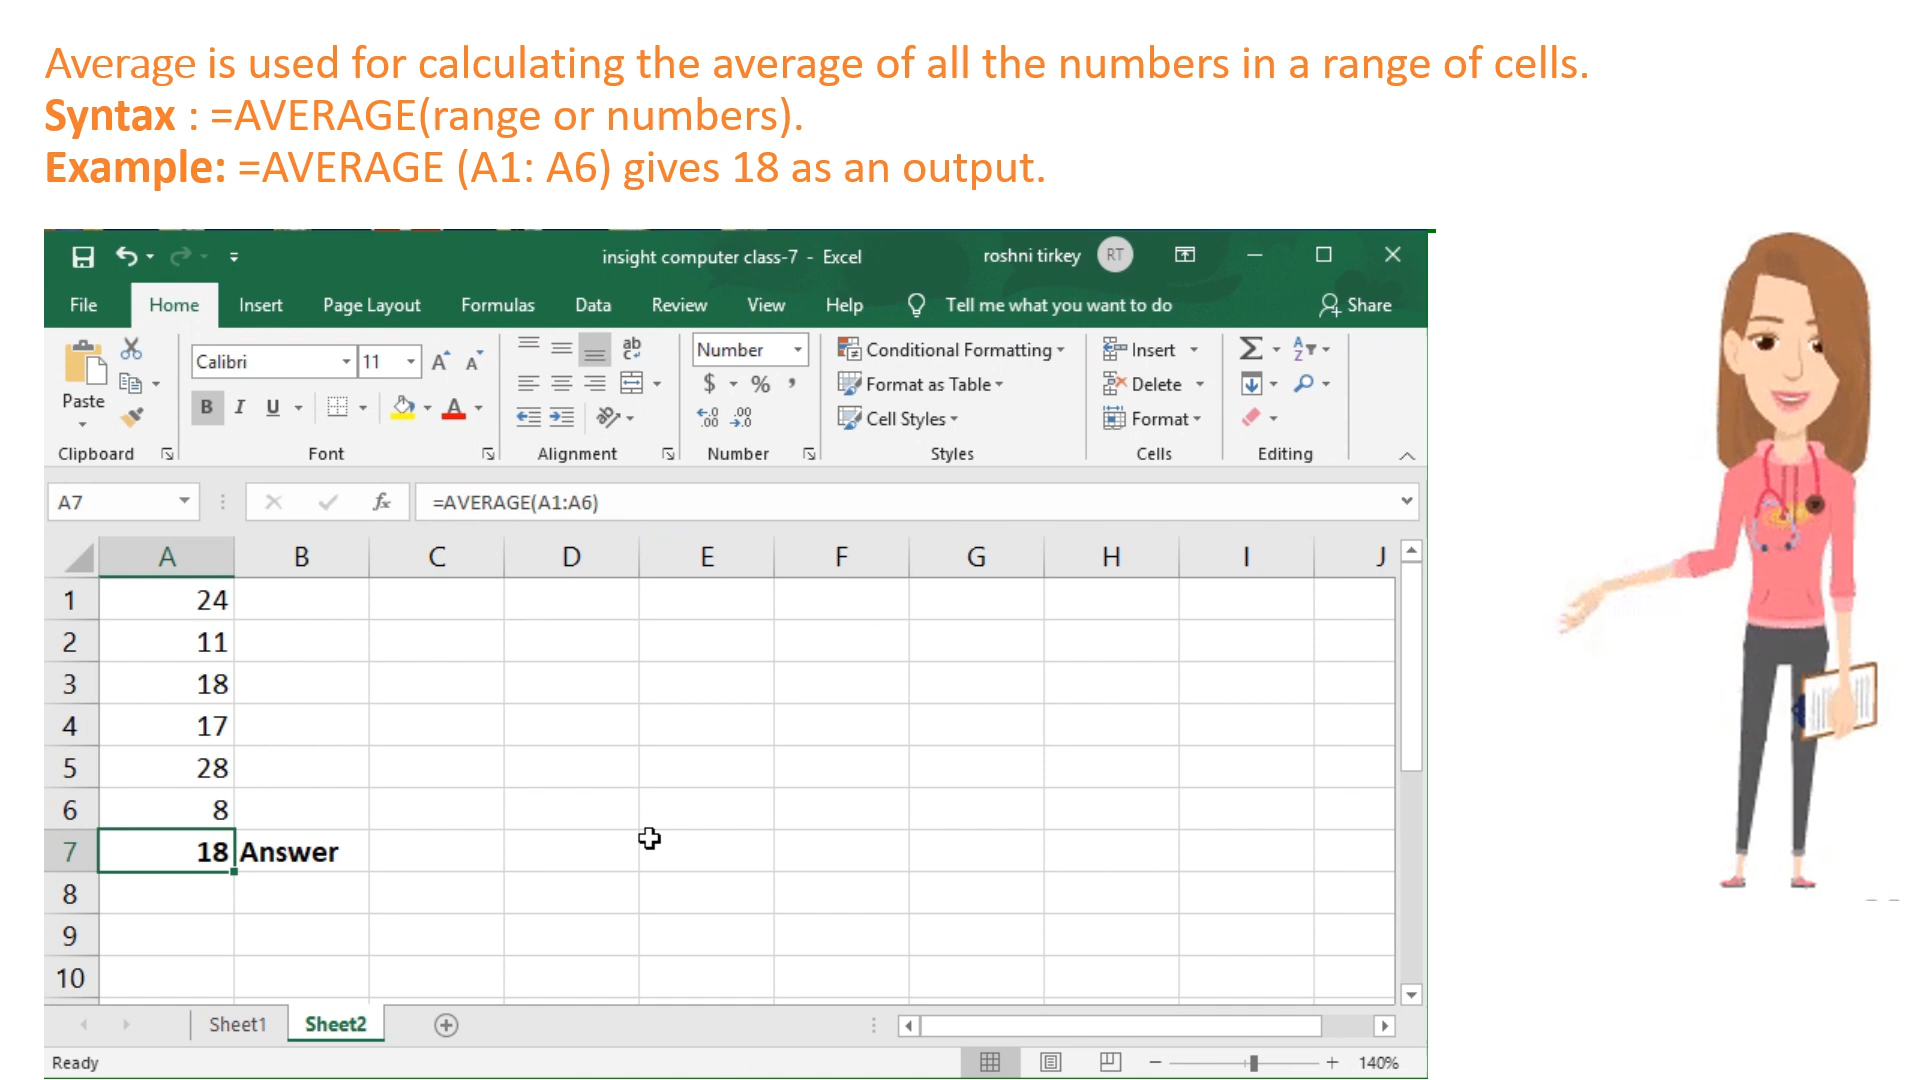 Average is used for calculating the average of all the numbers in a range of cells.
Syntax : =AVERAGE(range or numbers).
Example: =AVERAGE (A1: A6) gives 18 as an output.
insight computer class-7 - Excel
roshni tirkey RT
File Home Insert Page Layout Formulas Data Review View Help Tell me what you want to do Share
Paste
Calibri 11 A A
B I U A
ab
Number
$ % ,
Conditional Formatting
Format as Table
Cell Styles
Insert
Delete
Format
Clipboard Font Alignment Number Styles Cells Editing
A7 fx =AVERAGE(A1:A6)
A B C D E F G H I J
1 24
2 11
3 18
4 17
5 28
6 8
7 18 Answer
8
9
10
Sheet1 Sheet2
Ready 140%